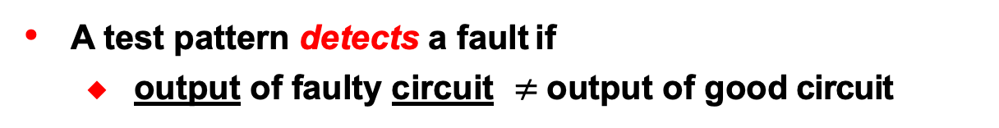 • A test pattern detects a fault if
◆ output of faulty circuit ≠ output of good circuit